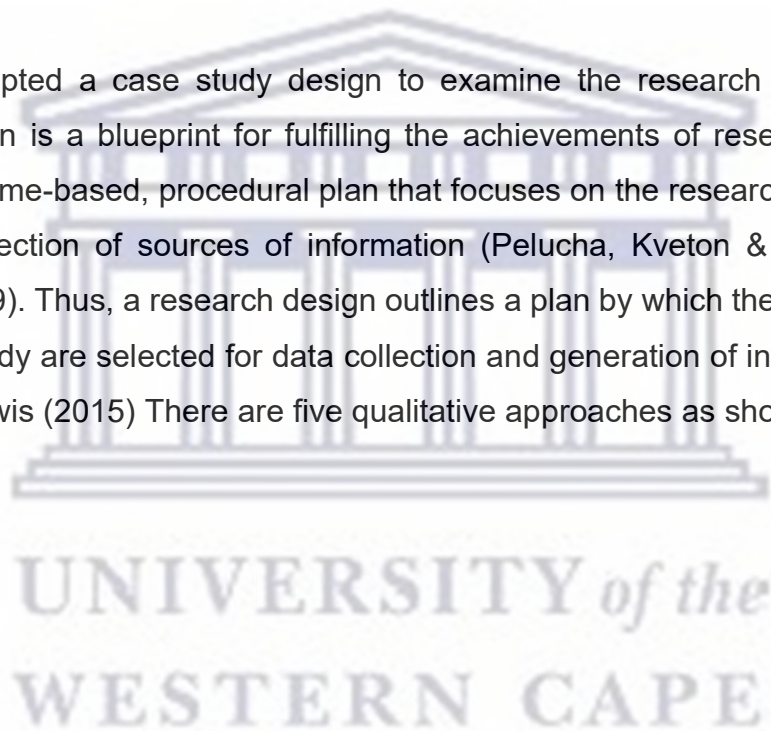 pted a case study design to examine the research
n is a blueprint for fulfilling the achievements of rese
me-based, procedural plan that focuses on the researc
ection of sources of information (Pelucha, Kveton &
9). Thus, a research design outlines a plan by which the
dy are selected for data collection and generation of in
wis (2015) There are five qualitative approaches as sho
UNIVERSITY of the
WESTERN CAPE